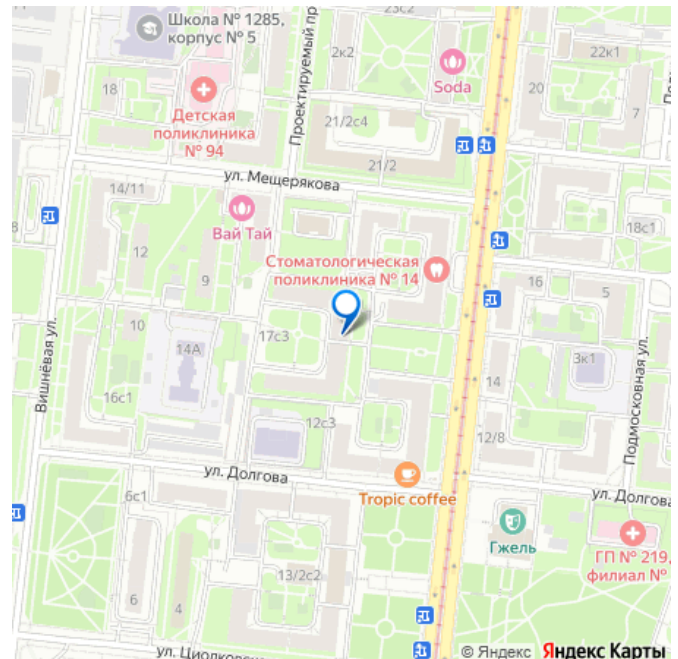 23с2
Школа № 1285,
корпус № 5
Проектируемый пр
2к2
22к1
Soda
18
20
Детская
поликлиника
№ 94
21/2с4
7
21/2
ул. Мещерякова
14/11
Вай Тай
18с1
12
Стоматологическая
поликлиника № 14
9
16
5
10
17с3
14А
3к1
Вишнёвая ул.
Подмосковная ул.
16с1
14
12с3
12/8
ул. Долгова
Tropic coffee
ул. Долгова
6с1
Гжель
ГП № 219,
филиал №
13/2с2
6
4
ул. Циолковс
© Яндекс Яндекс Карты